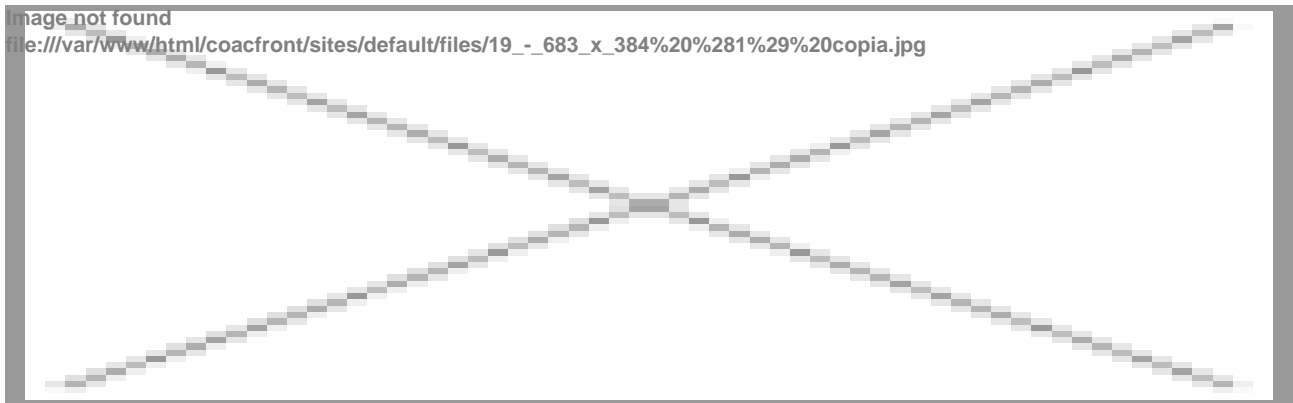 Image not found
file:///var/www/html/coacfront/sites/default/files/19_-_683_x_384%20%281%29%20copia.jpg